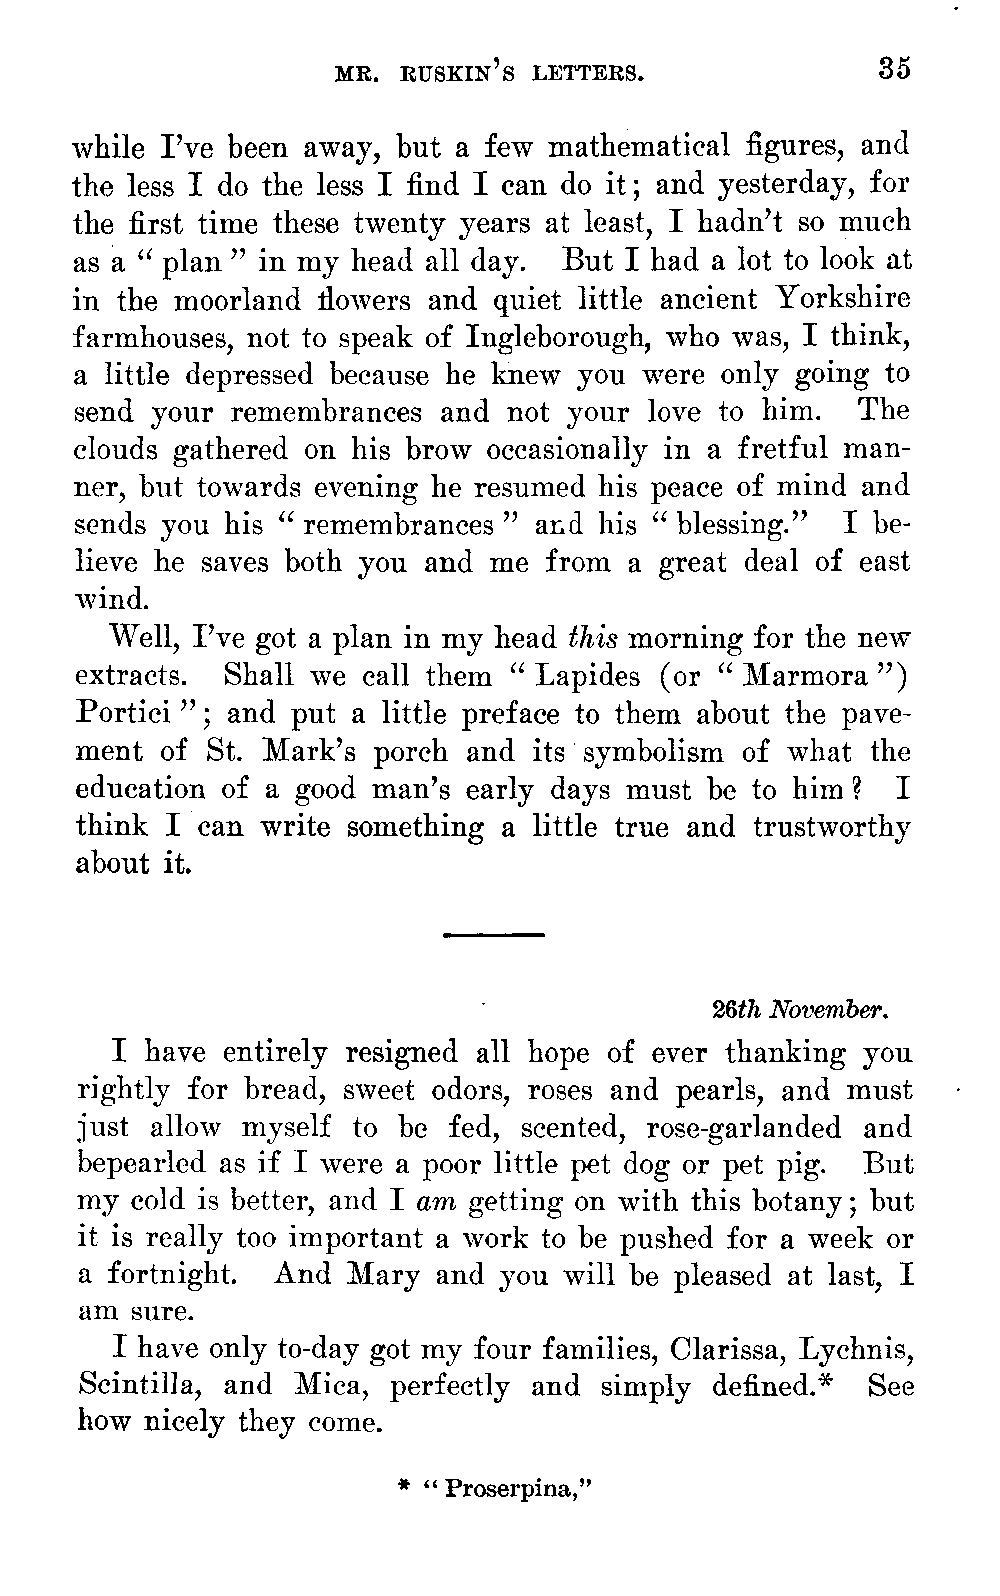 MR. RUSKIN'S LETTERS. 35
while I've been away, but a few mathematical figures, and
the less I do the less I find I can do it; and yesterday, for
the first time these twenty years at least, I hadn't so much
as a “ plan ” in my head all day. But I had a lot to look at
in the moorland flowers and quiet little ancient Yorkshire
farmhouses, not to speak of Ingleborough, who was, I think,
a little depressed because he knew you were only going to
send your remembrances and not your love to him. The
clouds gathered on his brow occasionally in a fretful man-
ner, but towards evening he resumed his peace of mind and
sends you his “ remembrances ” and his “ blessing.” I be-
lieve he saves both you and me from a great deal of east
wind.
Well, I've got a plan in my head this morning for the new
extracts. Shall we call them “ Lapides (or “ Marmora ”)
Portici ”; and put a little preface to them about the pave-
ment of St. Mark's porch and its symbolism of what the
education of a good man's early days must be to him? I
think I can write something a little true and trustworthy
about it.
26th November.
I have entirely resigned all hope of ever thanking you
rightly for bread, sweet odors, roses and pearls, and must
just allow myself to be fed, scented, rose-garlanded and
bepearled as if I were a poor little pet dog or pet pig. But
my cold is better, and I am getting on with this botany; but
it is really too important a work to be pushed for a week or
a fortnight. And Mary and you will be pleased at last, I
am sure.
I have only to-day got my four families, Clarissa, Lychnis,
Scintilla, and Mica, perfectly and simply defined.* See
how nicely they come.
* “ Proserpina,”